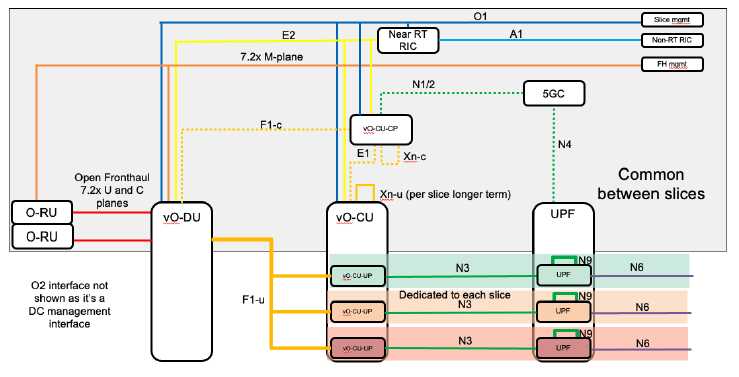 O1
Slice mgmt
E2
Near RT
RIC
A1
Non-RT RIC
7.2x M-plane
FH mgmt
N1/2
5GC
F1-c
vO-CU-CP
E1
Xn-c
N4
Common
between slices
Open Fronthaul
7.2x U and C
planes
Xn-u (per slice longer term)
O-RU
vO-DU
vO-CU
UPF
O-RU
O2 interface not
shown as it's a
DC management
interface
F1-u
vO-CU-UP
N3
N9
UPF
N6
Dedicated to each slice
vO-CU-UP
N3
N9
UPF
N6
vO-CU-UP
N3
N9
UPF
N6